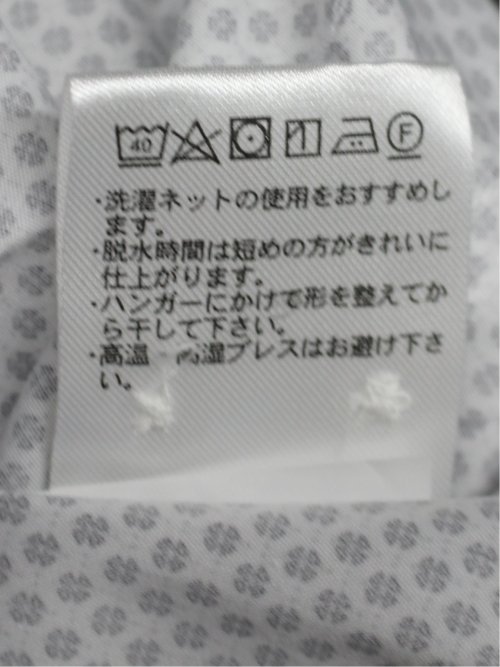 40 F
・洗濯ネットの使用をおすすめし
ます。
・脱水時間は短めの方がきれいに
仕上がります。
・ハンガーにかけて形を整えてか
ら干して下さい。
・高温 高湿プレスはお避け下さ
い。